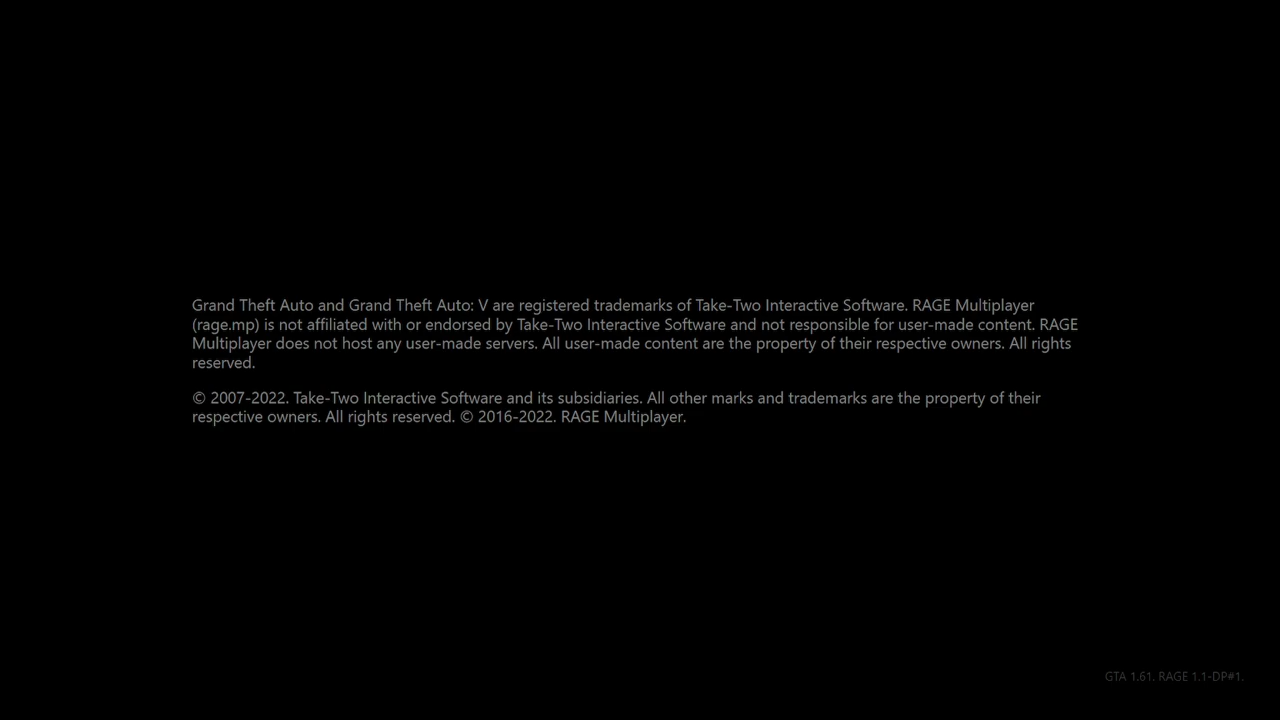 Grand Theft Auto and Grand Theft Auto: V are registered trademarks of Take-Two Interactive Software. RAGE Multiplayer
(rage.mp) is not affiliated with or endorsed by Take-Two Interactive Software and not responsible for user-made content. RAGE
Multiplayer does not host any user-made servers. All user-made content are the property of their respective owners. All rights
reserved.
© 2007-2022. Take-Two Interactive Software and its subsidiaries. All other marks and trademarks are the property of their
respective owners. All rights reserved. © 2016-2022. RAGE Multiplayer.
GTA 1.61. RAGE 1.1-DP#1.